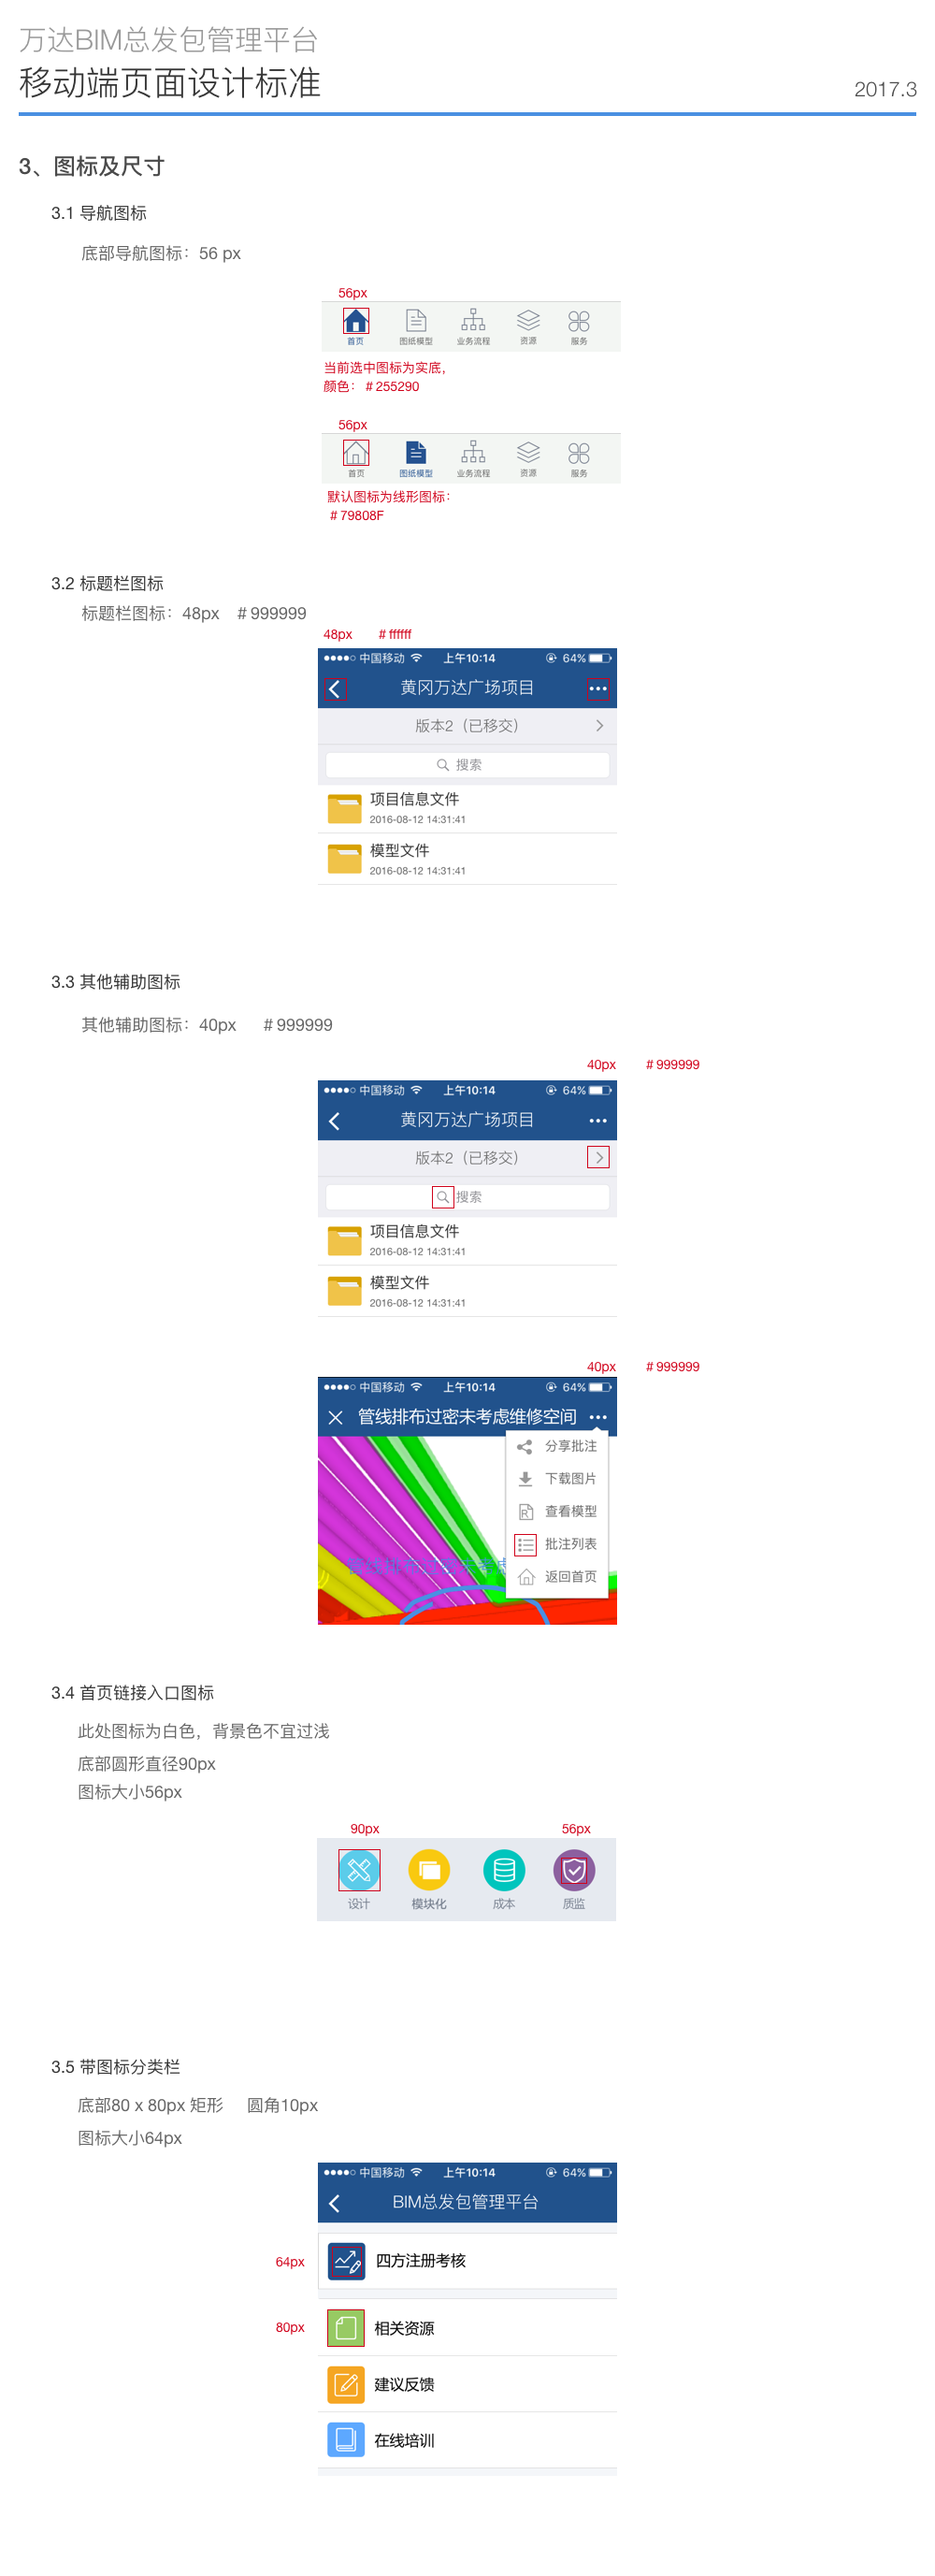 万达BIM总发包管理平台
移动端页面设计标准
2017.3
3、图标及尺寸
3.1 导航图标
底部导航图标：56 px
56px
首页 图纸模型 业务流程 资源 服务
当前选中图标为实底，
颜色：＃255290
56px
首页 图纸模型 业务流程 资源 服务
默认图标为线形图标：
＃79808F
3.2 标题栏图标
标题栏图标：48px ＃999999
48px ＃ffffff
中国移动 上午10:14 64%
黄冈万达广场项目
版本2（已移交）
搜索
项目信息文件
2016-08-12 14:31:41
模型文件
2016-08-12 14:31:41
3.3 其他辅助图标
其他辅助图标：40px ＃999999
40px ＃999999
中国移动 上午10:14 64%
黄冈万达广场项目
版本2（已移交）
搜索
项目信息文件
2016-08-12 14:31:41
模型文件
2016-08-12 14:31:41
40px ＃999999
中国移动 上午10:14 64%
管线排布过密未考虑维修空间
分享批注
下载图片
查看模型
批注列表
管线排布过密未考虑
返回首页
3.4 首页链接入口图标
此处图标为白色，背景色不宜过浅
底部圆形直径90px
图标大小56px
90px 56px
设计 模块化 成本 质监
3.5 带图标分类栏
底部80 x 80px 矩形 圆角10px
图标大小64px
中国移动 上午10:14 64%
BIM总发包管理平台
64px 四方注册考核
80px 相关资源
建议反馈
在线培训